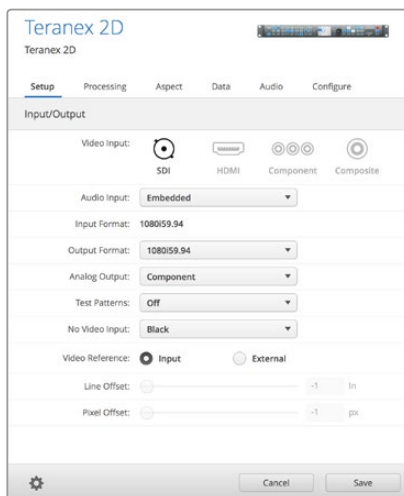 Teranex 2D
Teranex 2D
Setup Processing Aspect Data Audio Configure
Input/Output
Video Input:
SDI HDMI Component Composite
Audio Input: Embedded
Input Format: 1080i59.94
Output Format: 1080i59.94
Analog Output: Component
Test Patterns: Off
No Video Input: Black
Video Reference: Input External
Line Offset: -1 ln
Pixel Offset: -1 px
Cancel Save